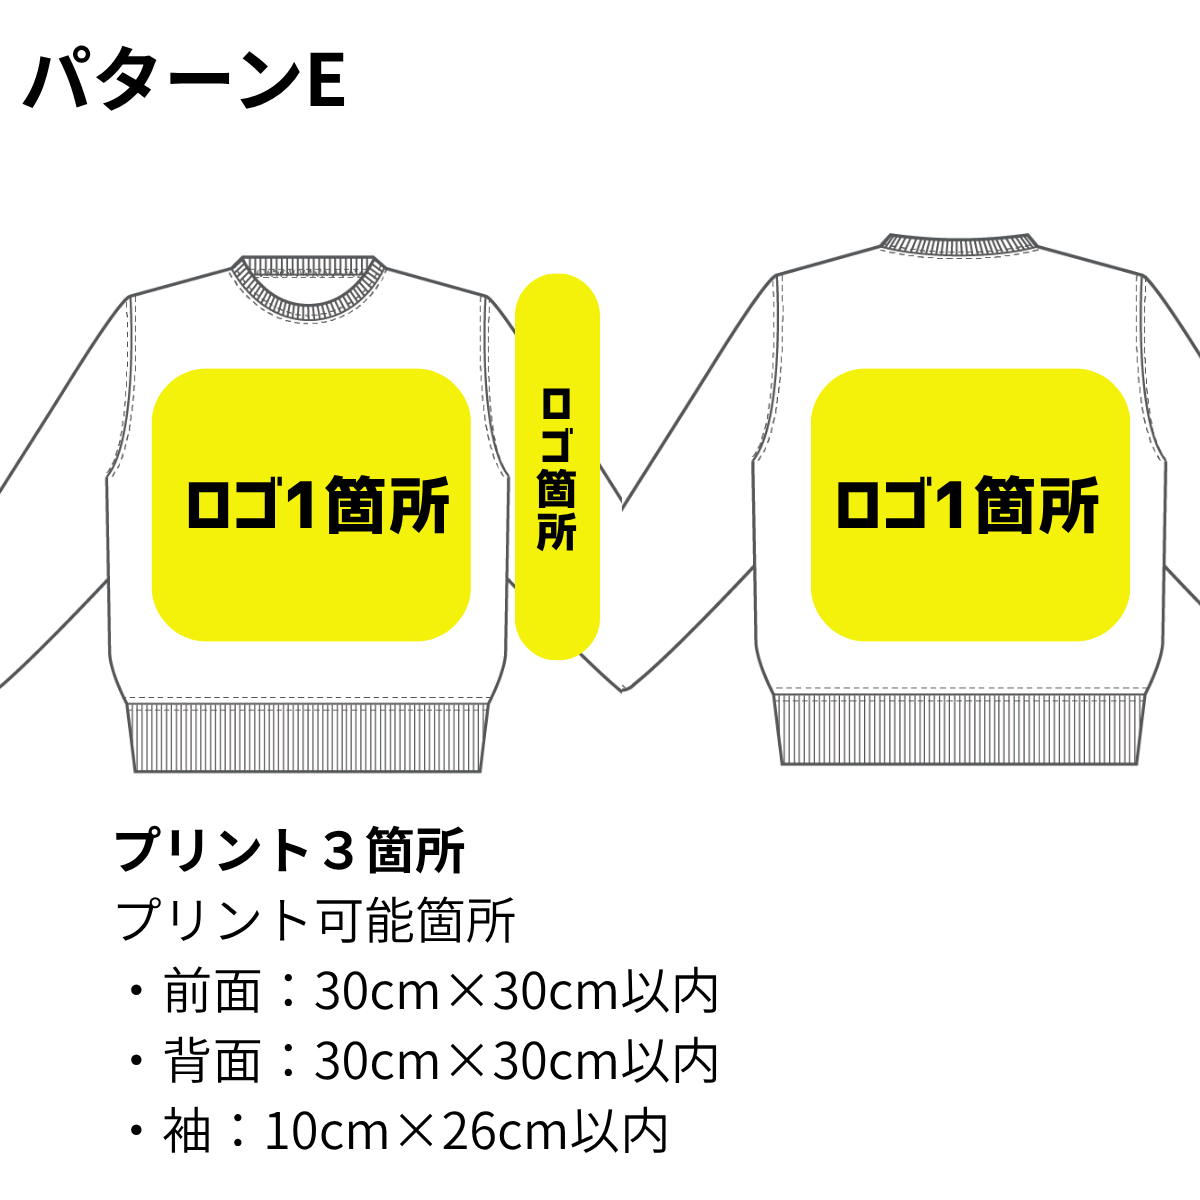 パターンE
ロゴ1箇所
ロゴ箇所
ロゴ1箇所
プリント３箇所
プリント可能箇所
・前面：30cm×30cm以内
・背面：30cm×30cm以内
・袖：10cm×26cm以内